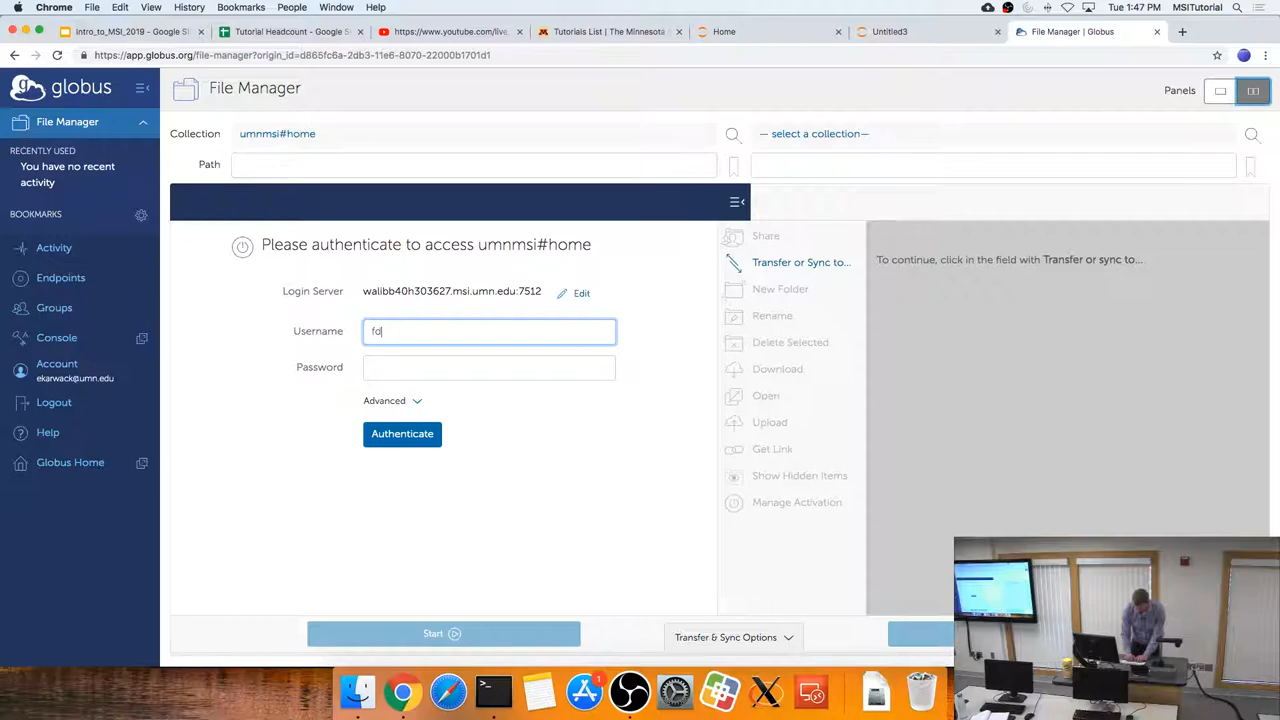 Chrome File Edit View History Bookmarks People Window Help Tue 1:47 PM MSITutorial
Intro_to_MSI_2019 - Google Sl Tutorial Headcount - Google S https://www.youtube.com/live_ Tutorials List | The Minnesota Home Untitled3 File Manager | Globus
https://app.globus.org/file-manager?origin_id=d865fc6a-2db3-11e6-8070-22000b1701d1
globus
File Manager
Panels
File Manager
Collection umnmsi#home — select a collection—
RECENTLY USED
You have no recent
activity
Path
BOOKMARKS
Activity
Endpoints
Groups
Console
Account
ekarwack@umn.edu
Logout
Help
Globus Home
Please authenticate to access umnmsi#home
Login Server walibb40h303627.msi.umn.edu:7512 Edit
Username fd
Password
Advanced
Authenticate
Share
Transfer or Sync to...
New Folder
Rename
Delete Selected
Download
Open
Upload
Get Link
Show Hidden Items
Manage Activation
To continue, click in the field with Transfer or sync to...
Start
Transfer & Sync Options
1